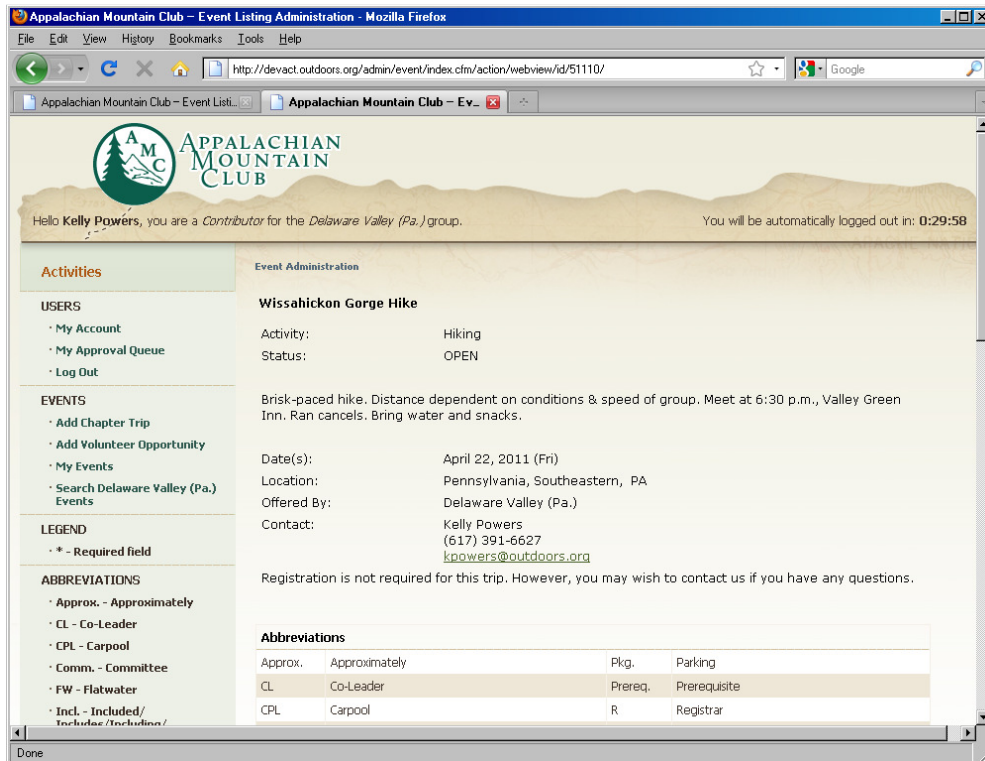 Appalachian Mountain Club – Event Listing Administration - Mozilla Firefox
File Edit View History Bookmarks Tools Help
http://devact.outdoors.org/admin/event/index.cfm/action/webview/id/51110/
Google
Appalachian Mountain Club – Event Listi...
Appalachian Mountain Club – Ev...
AMC
APPALACHIAN
MOUNTAIN
CLUB
Hello Kelly Powers, you are a Contributor for the Delaware Valley (Pa.) group.
You will be automatically logged out in: 0:29:58
Activities
USERS
· My Account
· My Approval Queue
· Log Out
EVENTS
· Add Chapter Trip
· Add Volunteer Opportunity
· My Events
· Search Delaware Valley (Pa.)
Events
LEGEND
· * - Required field
ABBREVIATIONS
· Approx. - Approximately
· CL - Co-Leader
· CPL - Carpool
· Comm. - Committee
· FW - Flatwater
· Incl. - Included/
Includes/Including/
Event Administration
Wissahickon Gorge Hike
Activity: Hiking
Status: OPEN
Brisk-paced hike. Distance dependent on conditions & speed of group. Meet at 6:30 p.m., Valley Green
Inn. Ran cancels. Bring water and snacks.
Date(s): April 22, 2011 (Fri)
Location: Pennsylvania, Southeastern, PA
Offered By: Delaware Valley (Pa.)
Contact: Kelly Powers
(617) 391-6627
kpowers@outdoors.org
Registration is not required for this trip. However, you may wish to contact us if you have any questions.
Abbreviations
Approx. Approximately Pkg. Parking
CL Co-Leader Prereq. Prerequisite
CPL Carpool R Registrar
Done